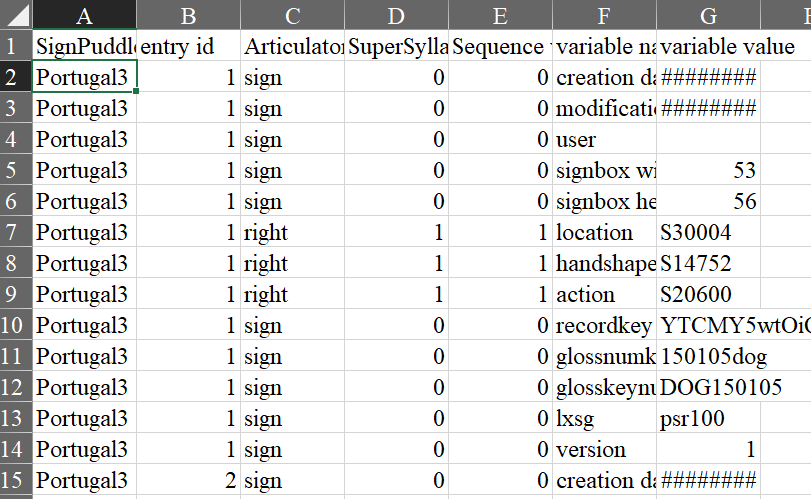 A B C D E F G
1 SignPuddle entry id Articulator SuperSylla Sequence variable na variable value
2 Portugal3 1 sign 0 0 creation da ########
3 Portugal3 1 sign 0 0 modificatio ########
4 Portugal3 1 sign 0 0 user
5 Portugal3 1 sign 0 0 signbox wi 53
6 Portugal3 1 sign 0 0 signbox he 56
7 Portugal3 1 right 1 1 location S30004
8 Portugal3 1 right 1 1 handshape S14752
9 Portugal3 1 right 1 1 action S20600
10 Portugal3 1 sign 0 0 recordkey YTCMY5wtOiO
11 Portugal3 1 sign 0 0 glossnumk 150105dog
12 Portugal3 1 sign 0 0 glosskeynu DOG150105
13 Portugal3 1 sign 0 0 lxsg psr100
14 Portugal3 1 sign 0 0 version 1
15 Portugal3 2 sign 0 0 creation da ########